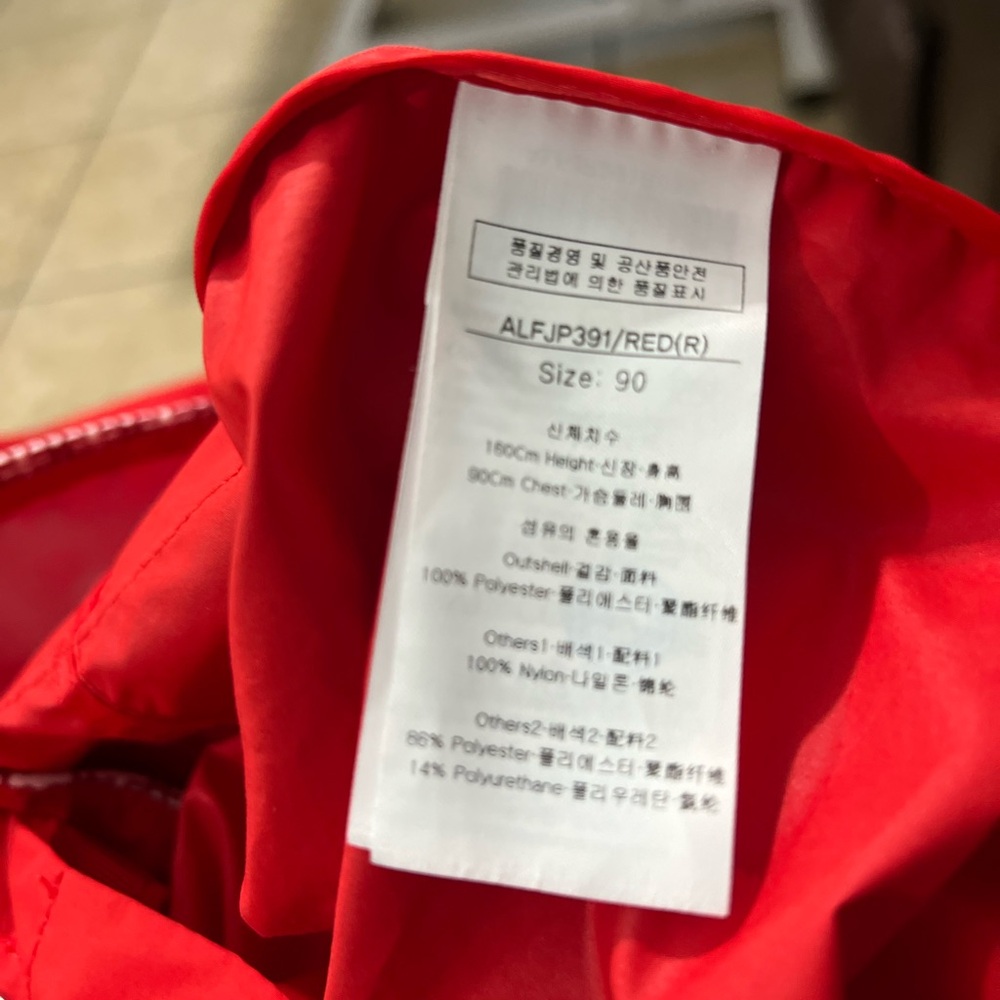 품질경영 및 공산품안전
관리법에 의한 품질표시
ALFJP391/RED(R)
Size: 90
신체치수
160Cm Height·신장·身高
90Cm Chest·가슴둘레·胸围
섬유의 혼용율
Outshell·겉감·面料
100% Polyester·폴리에스터·聚酯纤维
Others1·배색1·配料1
100% Nylon·나일론·锦纶
Others2·배색2·配料2
86% Polyester·폴리에스터·聚酯纤维
14% Polyurethane·폴리우레탄·氨纶